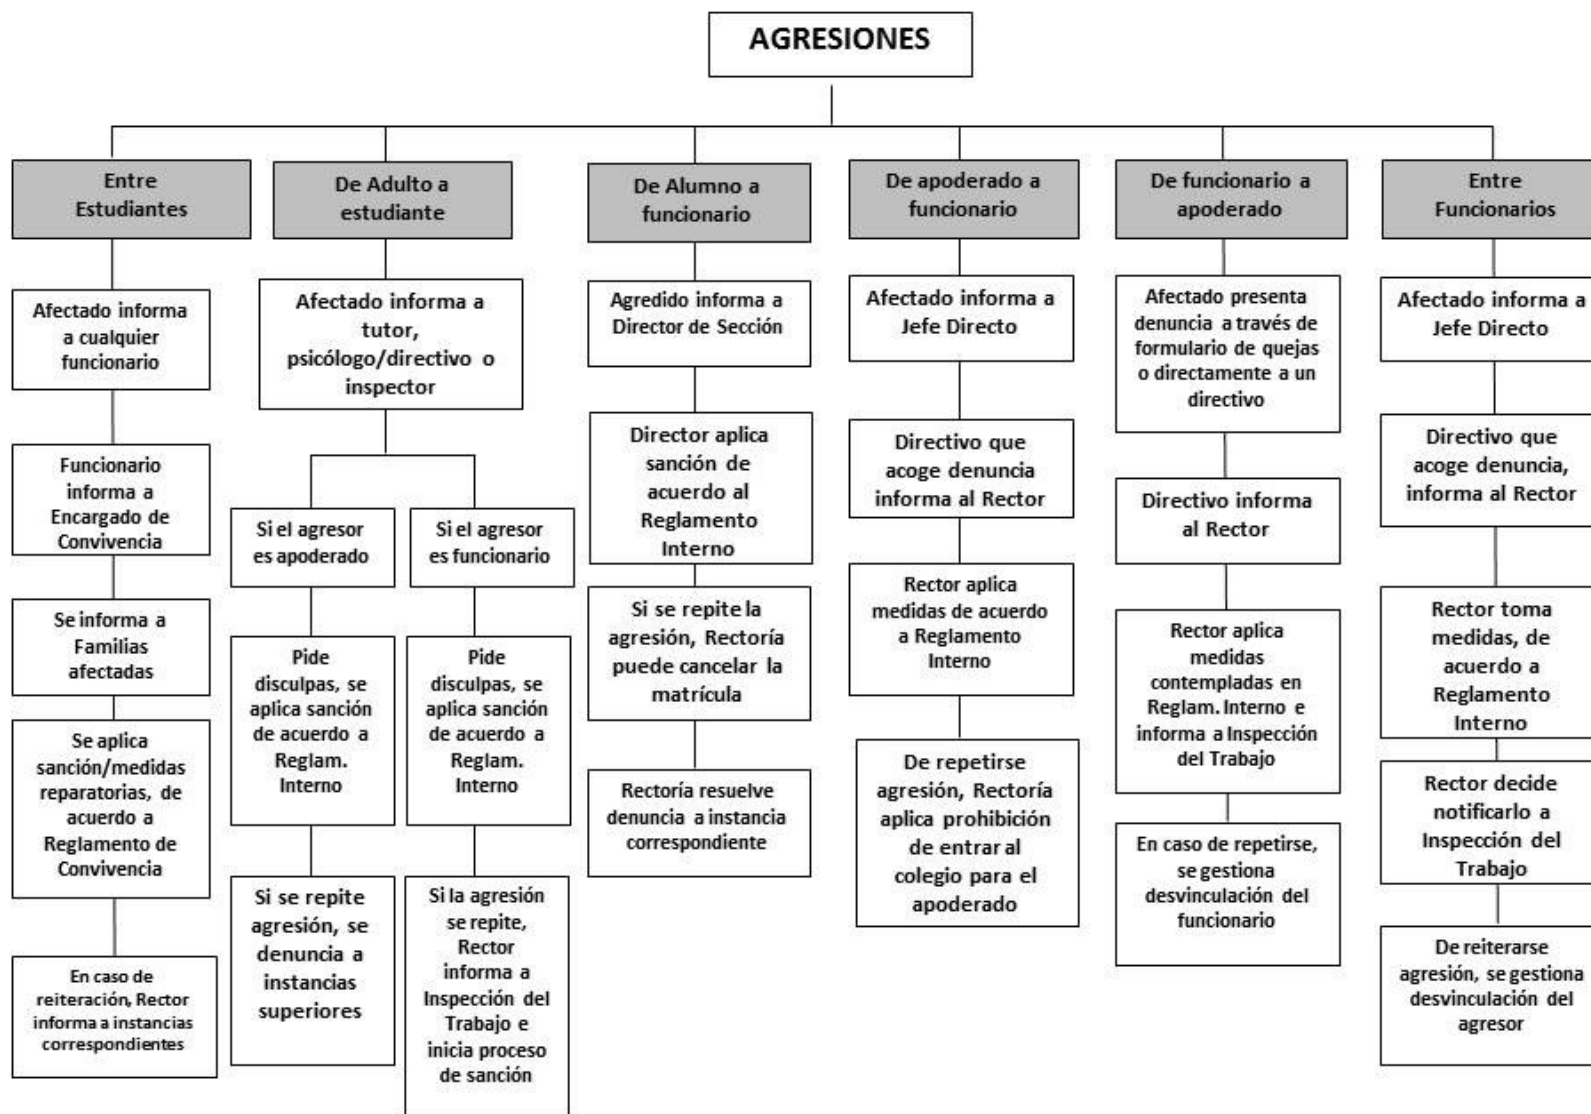 AGRESIONES
Entre
Estudiantes
Afectado informa
a cualquier
funcionario
Funcionario
informa a
Encargado de
Convivencia
Se informa a
Familias
afectadas
Se aplica
sanción/medidas
reparatorias, de
acuerdo a
Reglamento de
Convivencia
En caso de
reiteración, Rector
informa a instancias
correspondientes
De Adulto a
estudiante
Afectado informa a
tutor,
psicólogo/directivo o
inspector
Si el agresor
es apoderado
Pide
disculpas, se
aplica sanción
de acuerdo a
Reglam.
Interno
Si se repite
agresión, se
denuncia a
instancias
superiores
Si el agresor
es funcionario
Pide
disculpas, se
aplica sanción
de acuerdo a
Reglam.
Interno
Si la agresión
se repite,
Rector
informa a
Inspección del
Trabajo e
inicia proceso
de sanción
De Alumno a
funcionario
Agredido informa a
Director de Sección
Director aplica
sanción de
acuerdo al
Reglamento
Interno
Si se repite la
agresión, Rectoría
puede cancelar la
matrícula
Rectoría resuelve
denuncia a instancia
correspondiente
De apoderado a
funcionario
Afectado informa a
Jefe Directo
Directivo que
acoge denuncia
informa al Rector
Rector aplica
medidas de acuerdo
a Reglamento
Interno
De repetirse
agresión, Rectoría
aplica prohibición
de entrar al
colegio para el
apoderado
De funcionario a
apoderado
Afectado presenta
denuncia a través de
formulario de quejas
o directamente a un
directivo
Directivo informa
al Rector
Rector aplica
medidas
contempladas en
Reglam. Interno e
informa a Inspección
del Trabajo
En caso de repetirse,
se gestiona
desvinculación del
funcionario
Entre
Funcionarios
Afectado informa a
Jefe Directo
Directivo que
acoge denuncia,
informa al Rector
Rector toma
medidas, de
acuerdo a
Reglamento
Interno
Rector decide
notificarlo a
Inspección del
Trabajo
De reiterarse
agresión, se gestiona
desvinculación del
agresor